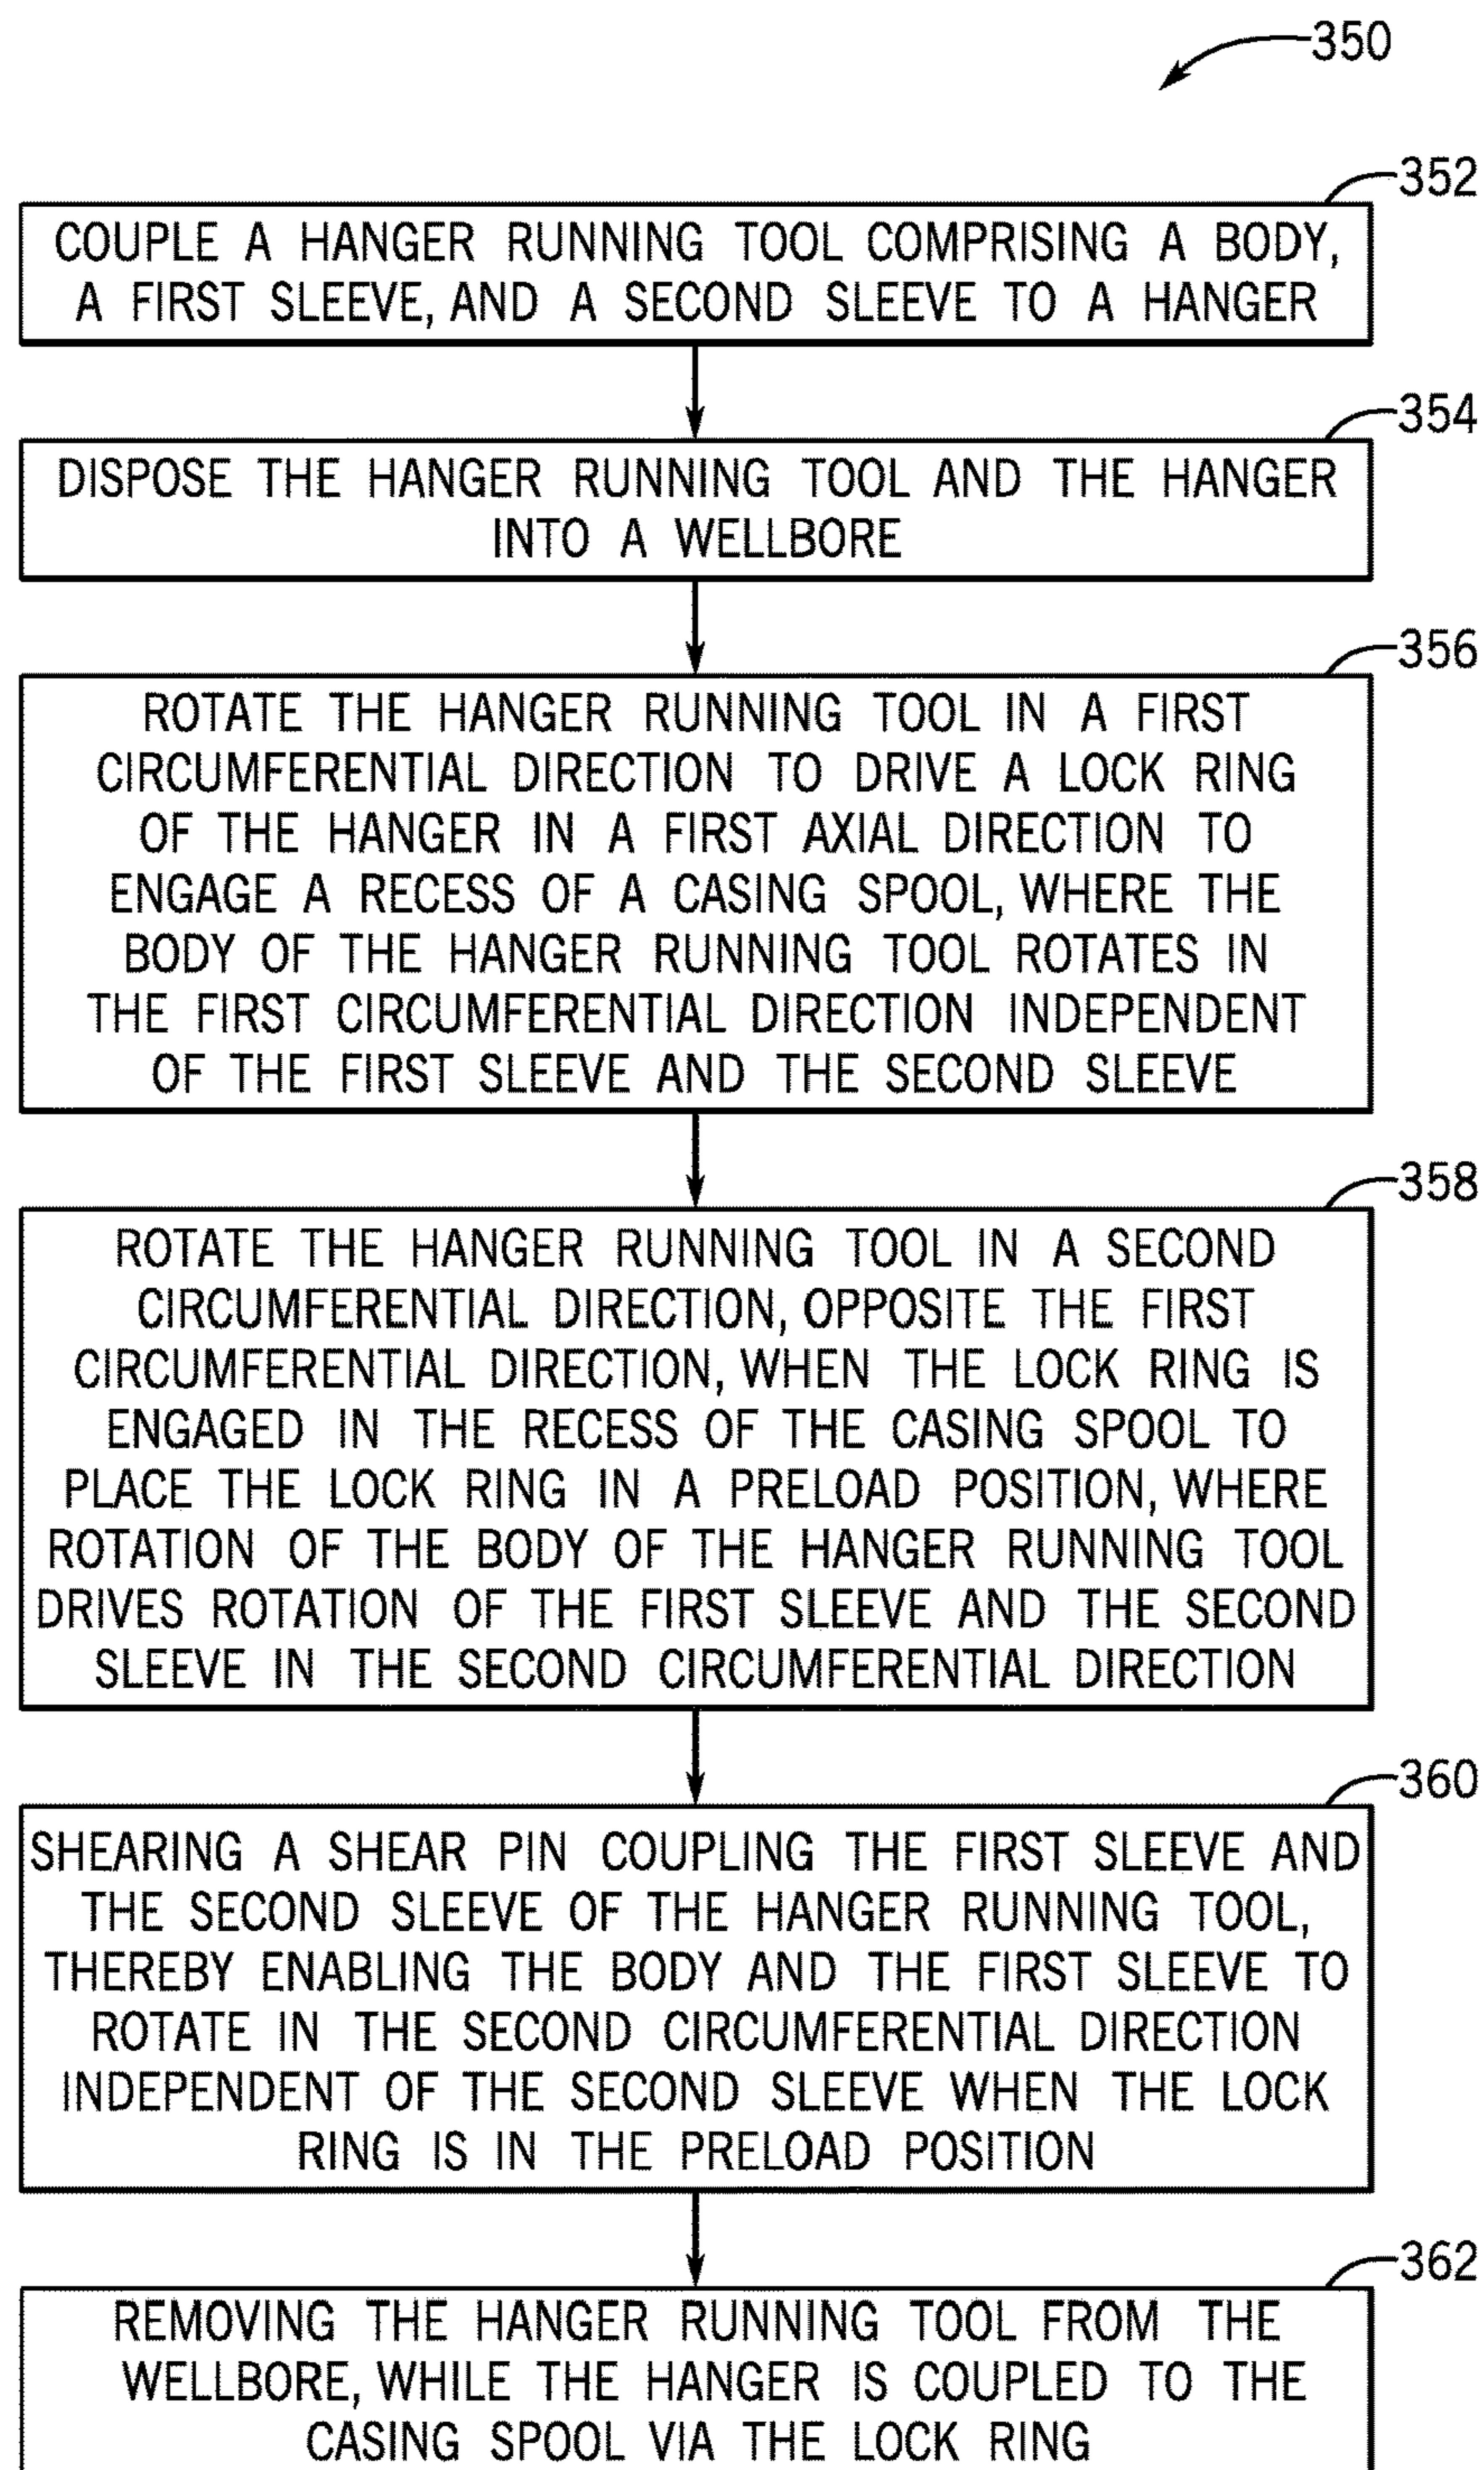 350
352
COUPLE A HANGER RUNNING TOOL COMPRISING A BODY,
A FIRST SLEEVE, AND A SECOND SLEEVE TO A HANGER
354
DISPOSE THE HANGER RUNNING TOOL AND THE HANGER
INTO A WELLBORE
356
ROTATE THE HANGER RUNNING TOOL IN A FIRST
CIRCUMFERENTIAL DIRECTION TO DRIVE A LOCK RING
OF THE HANGER IN A FIRST AXIAL DIRECTION TO
ENGAGE A RECESS OF A CASING SPOOL, WHERE THE
BODY OF THE HANGER RUNNING TOOL ROTATES IN
THE FIRST CIRCUMFERENTIAL DIRECTION INDEPENDENT
OF THE FIRST SLEEVE AND THE SECOND SLEEVE
358
ROTATE THE HANGER RUNNING TOOL IN A SECOND
CIRCUMFERENTIAL DIRECTION, OPPOSITE THE FIRST
CIRCUMFERENTIAL DIRECTION, WHEN THE LOCK RING IS
ENGAGED IN THE RECESS OF THE CASING SPOOL TO
PLACE THE LOCK RING IN A PRELOAD POSITION, WHERE
ROTATION OF THE BODY OF THE HANGER RUNNING TOOL
DRIVES ROTATION OF THE FIRST SLEEVE AND THE SECOND
SLEEVE IN THE SECOND CIRCUMFERENTIAL DIRECTION
360
SHEARING A SHEAR PIN COUPLING THE FIRST SLEEVE AND
THE SECOND SLEEVE OF THE HANGER RUNNING TOOL,
THEREBY ENABLING THE BODY AND THE FIRST SLEEVE TO
ROTATE IN THE SECOND CIRCUMFERENTIAL DIRECTION
INDEPENDENT OF THE SECOND SLEEVE WHEN THE LOCK
RING IS IN THE PRELOAD POSITION
362
REMOVING THE HANGER RUNNING TOOL FROM THE
WELLBORE, WHILE THE HANGER IS COUPLED TO THE
CASING SPOOL VIA THE LOCK RING